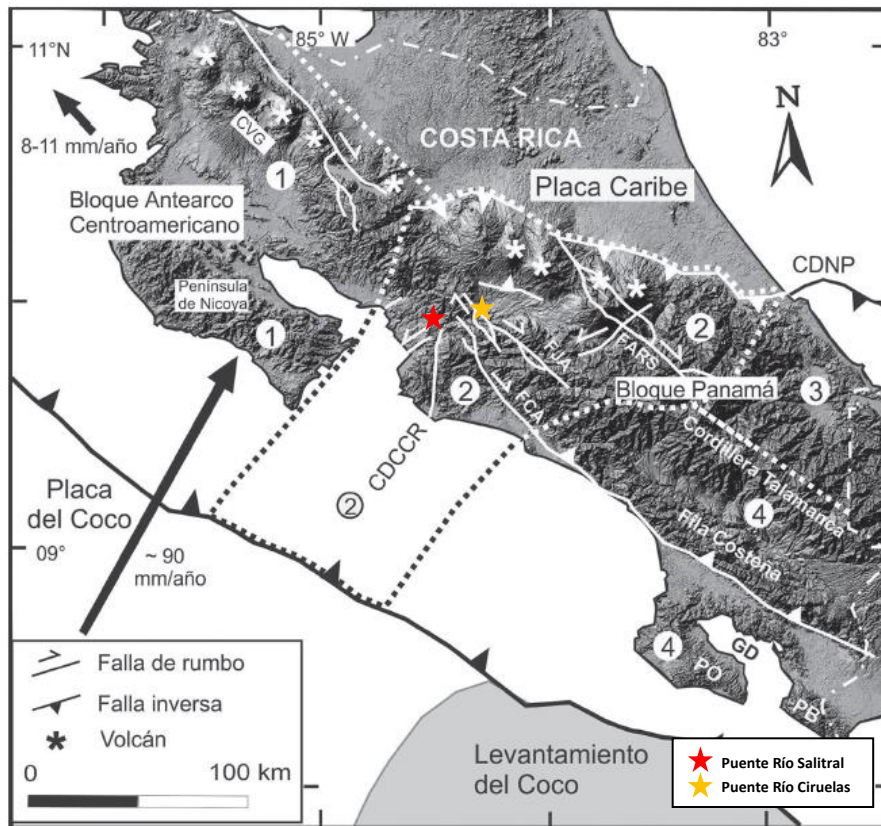 85° W
83°
11°N
N
8-11 mm/año
CVG
COSTA RICA
1
Placa Caribe
Bloque Antearco
Centroamericano
CDNP
Península
de Nicoya
1
2
FJA
FARS
2
Bloque Panamá
3
FCA
CDCCR
Cordillera Talamanca
Placa
del Coco
2
4
Fila Costeña
09°
~ 90
mm/año
4
GD
PO
PB
Falla de rumbo
Falla inversa
Volcán
0
100 km
Levantamiento
del Coco
Puente Río Salitral
Puente Río Ciruelas